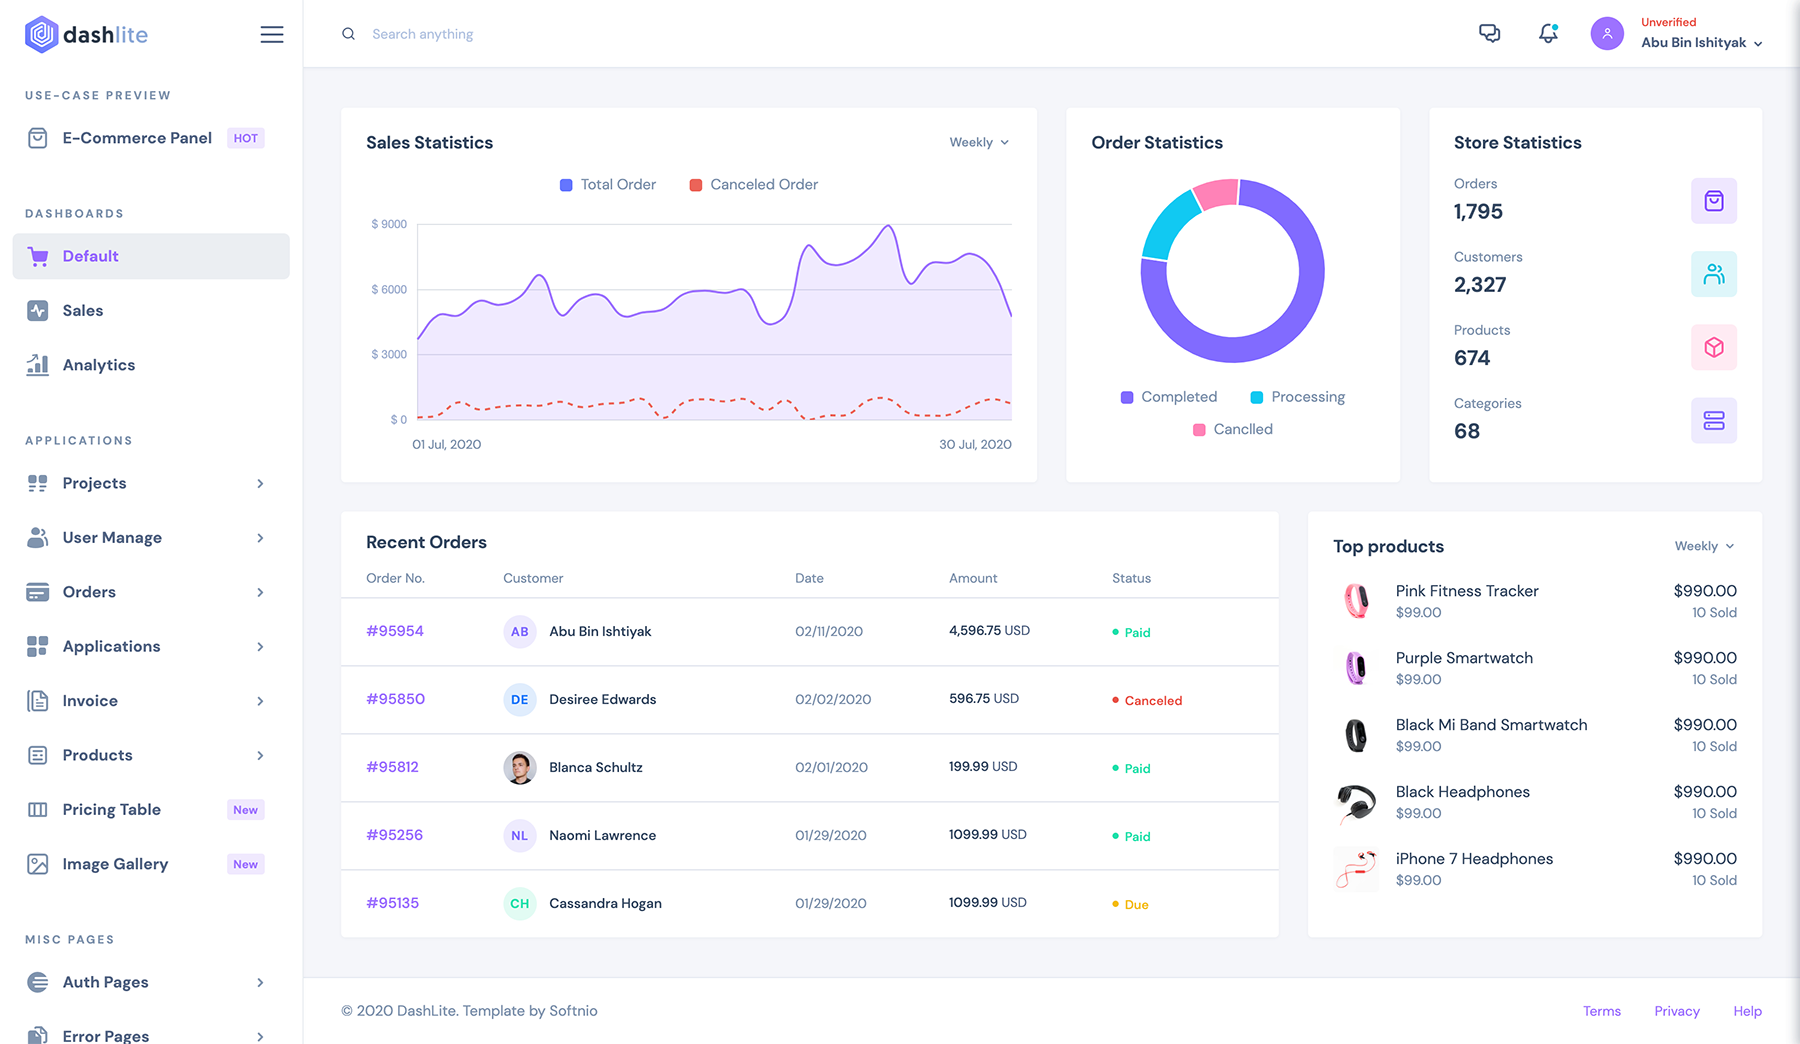 dashlite
Search anything
Unverified
Abu Bin Ishityak
USE-CASE PREVIEW
E-Commerce Panel HOT
DASHBOARDS
Default
Sales
Analytics
APPLICATIONS
Projects
User Manage
Orders
Applications
Invoice
Products
Pricing Table New
Image Gallery New
MISC PAGES
Auth Pages
Error Pages
Sales Statistics Weekly
Total Order Canceled Order
$ 9000
$ 6000
$ 3000
$ 0
01 Jul, 2020 30 Jul, 2020
Order Statistics
Completed Processing
Canclled
Store Statistics
Orders
1,795
Customers
2,327
Products
674
Categories
68
Recent Orders
Order No. Customer Date Amount Status
#95954 AB Abu Bin Ishtiyak 02/11/2020 4,596.75 USD Paid
#95850 DE Desiree Edwards 02/02/2020 596.75 USD Canceled
#95812 Blanca Schultz 02/01/2020 199.99 USD Paid
#95256 NL Naomi Lawrence 01/29/2020 1099.99 USD Paid
#95135 CH Cassandra Hogan 01/29/2020 1099.99 USD Due
Top products Weekly
Pink Fitness Tracker $990.00
$99.00 10 Sold
Purple Smartwatch $990.00
$99.00 10 Sold
Black Mi Band Smartwatch $990.00
$99.00 10 Sold
Black Headphones $990.00
$99.00 10 Sold
iPhone 7 Headphones $990.00
$99.00 10 Sold
© 2020 DashLite. Template by Softnio
Terms Privacy Help